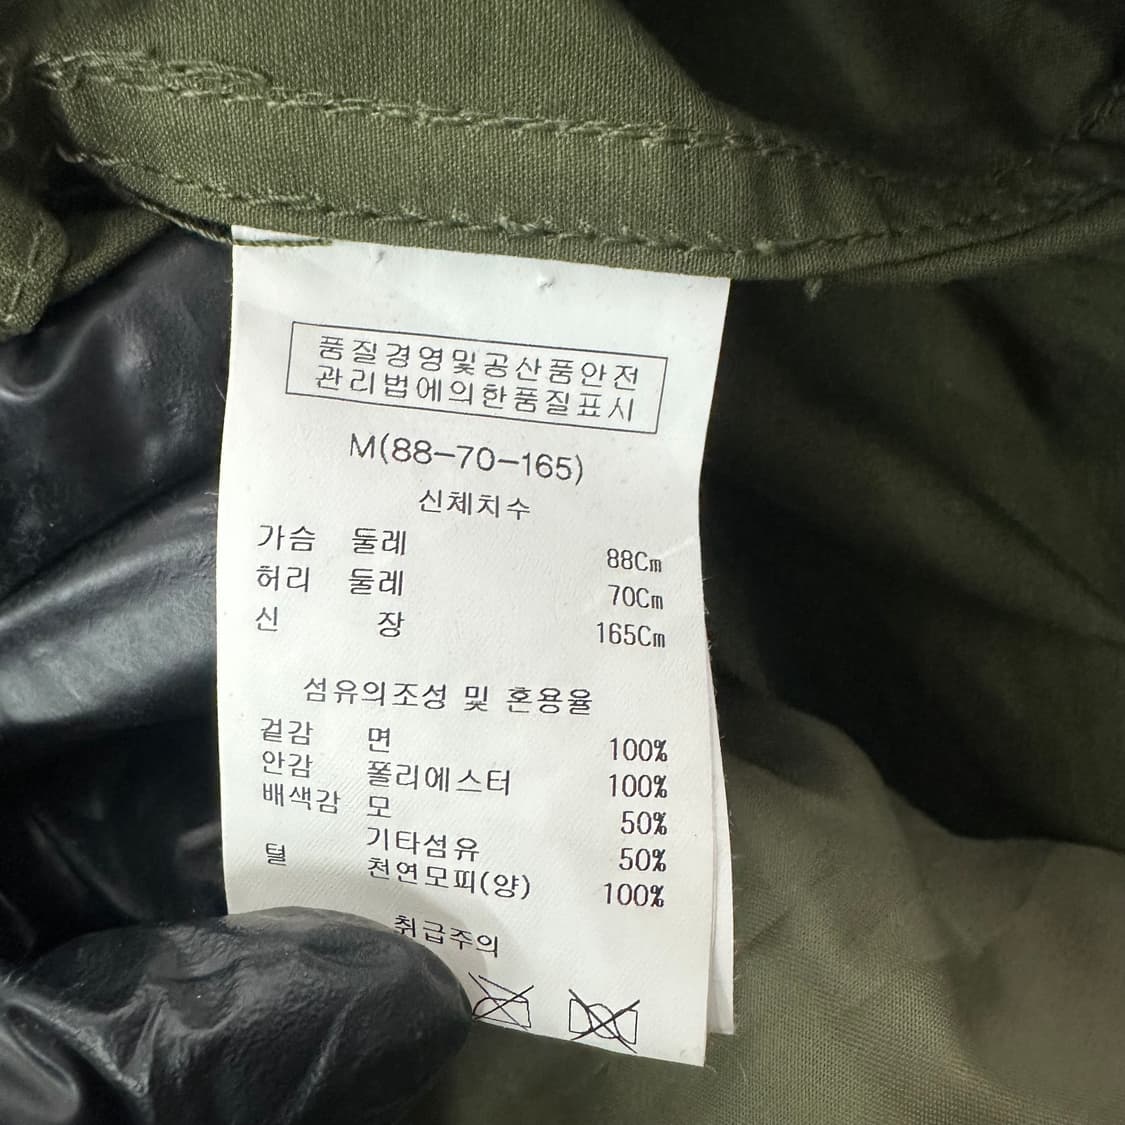 품질경영및공산품안전
관리법에의한품질표시
M(88-70-165)
신체치수
가슴 둘레 88Cm
허리 둘레 70Cm
신 장 165Cm
섬유의조성 및 혼용율
겉감 면 100%
안감 폴리에스터 100%
배색감 모 50%
기타섬유 50%
털 천연모피(양) 100%
취급주의